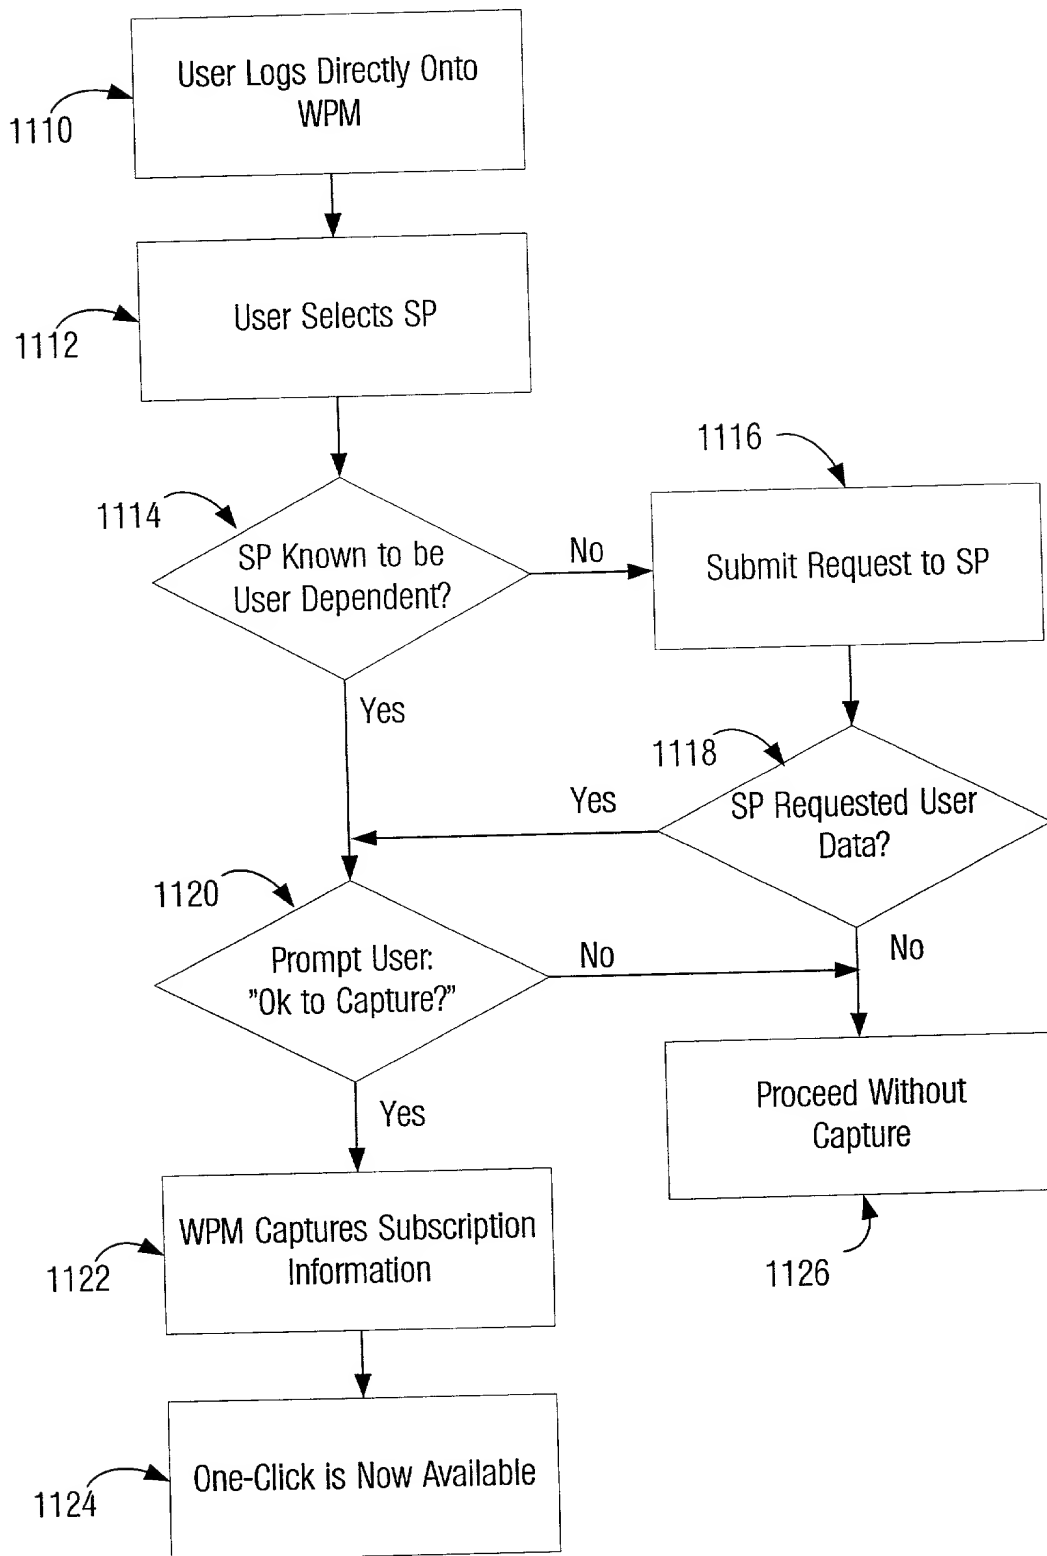 User Logs Directly Onto
WPM
1110
User Selects SP
1112
1116
1114
SP Known to be
User Dependent?
No
Submit Request to SP
Yes
1118
Yes
SP Requested User
Data?
1120
Prompt User:
"Ok to Capture?"
No
No
Proceed Without
Capture
Yes
WPM Captures Subscription
Information
1122
1126
One-Click is Now Available
1124